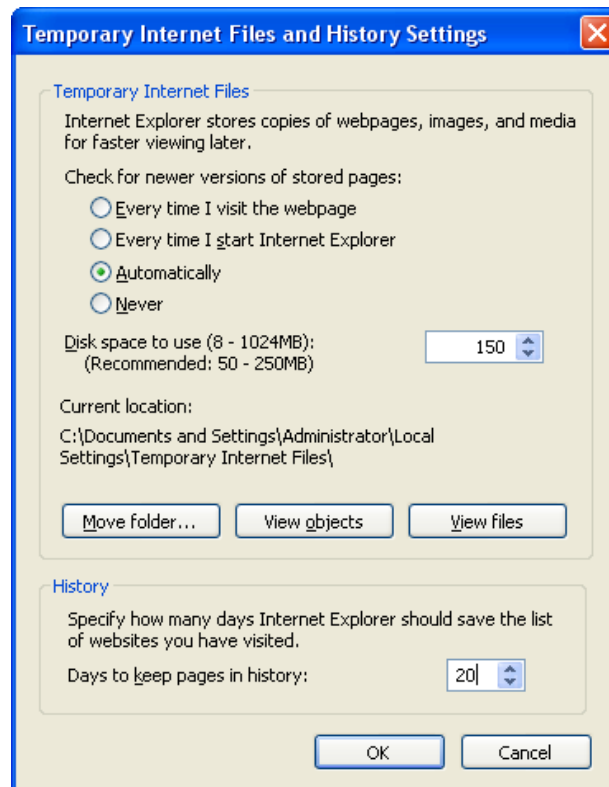 Temporary Internet Files and History Settings
Temporary Internet Files
Internet Explorer stores copies of webpages, images, and media
for faster viewing later.
Check for newer versions of stored pages:
Every time I visit the webpage
Every time I start Internet Explorer
Automatically
Never
Disk space to use (8 - 1024MB):
(Recommended: 50 - 250MB)
150
Current location:
C:\Documents and Settings\Administrator\Local
Settings\Temporary Internet Files\
Move folder... View objects View files
History
Specify how many days Internet Explorer should save the list
of websites you have visited.
Days to keep pages in history: 20
OK Cancel